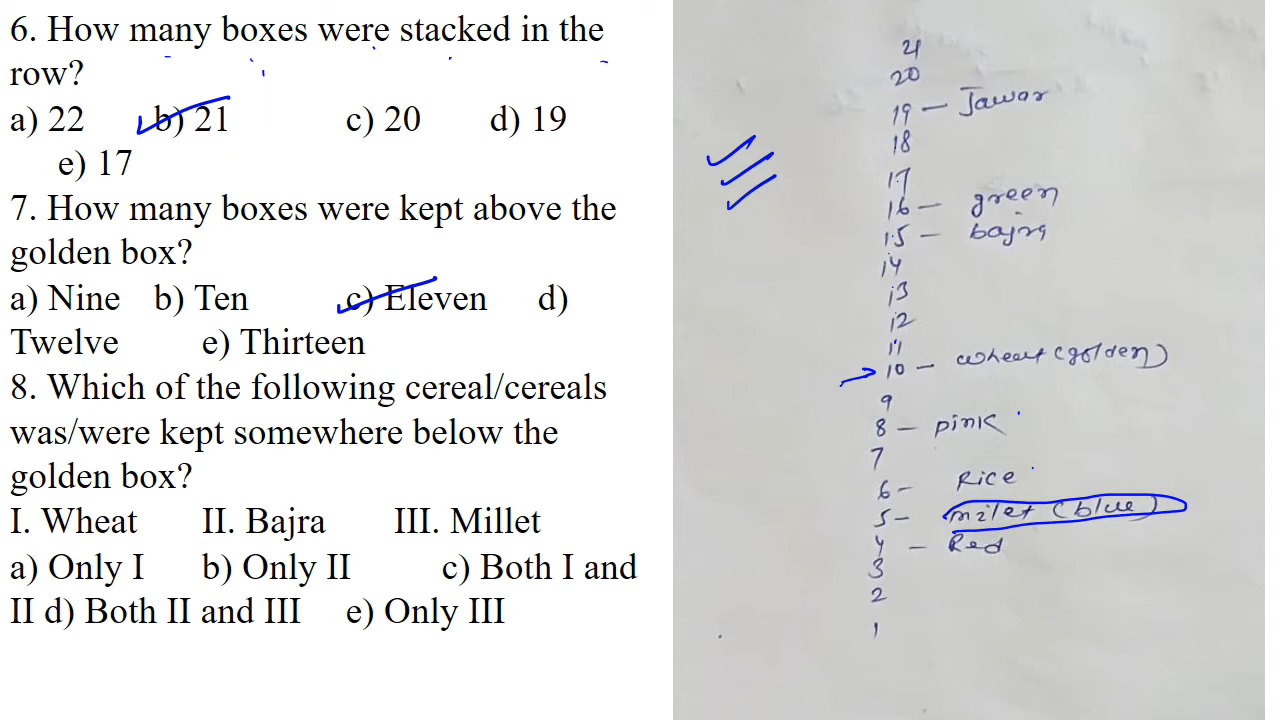 6. How many boxes were stacked in the
row?
a) 22 b) 21 c) 20 d) 19
e) 17
7. How many boxes were kept above the
golden box?
a) Nine b) Ten c) Eleven d)
Twelve e) Thirteen
8. Which of the following cereal/cereals
was/were kept somewhere below the
golden box?
I. Wheat II. Bajra III. Millet
a) Only I b) Only II c) Both I and
II d) Both II and III e) Only III
21
20
19 - Jawar
18
17
16 - green
15 - bajra
14
13
12
11
10 - wheat (golden)
9
8 - pink
7
6 - Rice
5 - milet (blue)
4 - Red
3
2
1